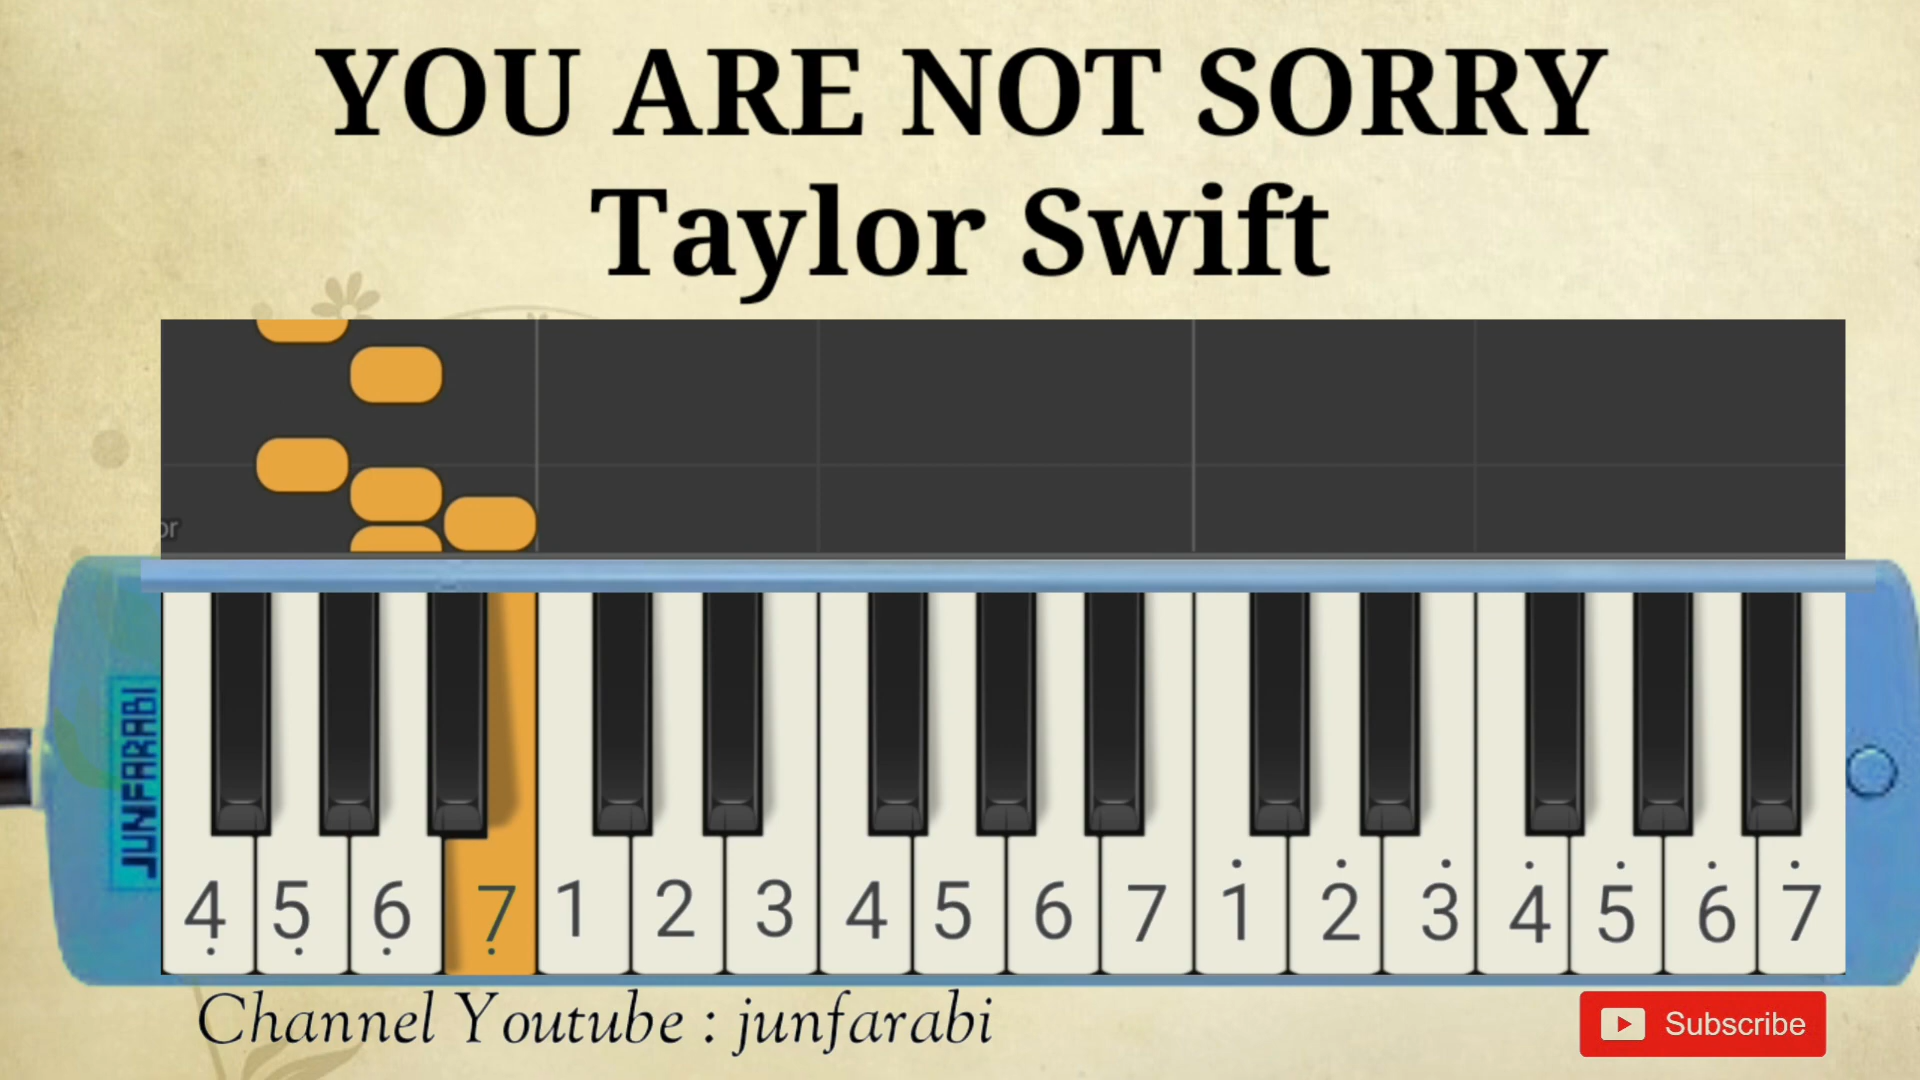 YOU ARE NOT SORRY
Taylor Swift
or
JUNFARABI
4̣ 5̣ 6̣ 7̣ 1 2 3 4 5 6 7 1̇ 2̇ 3̇ 4̇ 5̇ 6̇ 7̇
Channel Youtube : junfarabi
Subscribe